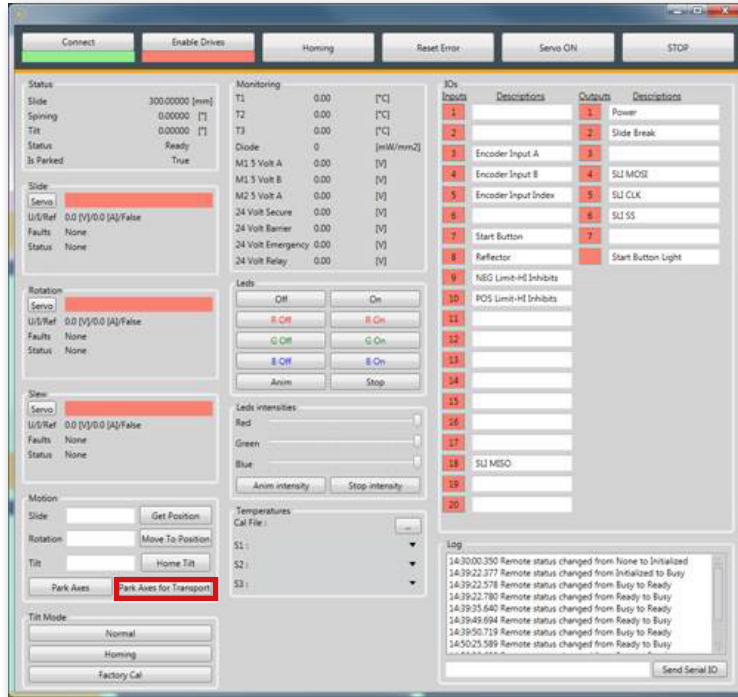 Connect
Enable Drives
Homing
Reset Error
Servo ON
STOP
Status
Slide 300.00000 [mm]
Spining 0.00000 [°]
Tilt 0.00000 [°]
Status Ready
Is Parked True
Slide
Servo
U/I/Ref 0.0 [V]/0.0 [A]/False
Faults None
Status None
Rotation
Servo
U/I/Ref 0.0 [V]/0.0 [A]/False
Faults None
Status None
Slew
Servo
U/I/Ref 0.0 [V]/0.0 [A]/False
Faults None
Status None
Motion
Slide Get Position
Rotation Move To Position
Tilt Home Tilt
Park Axes Park Axes for Transport
Tilt Mode
Normal
Homing
Factory Cal
Monitoring
T1 0.00 [°C]
T2 0.00 [°C]
T3 0.00 [°C]
Diode 0 [mW/mm2]
M1 5 Volt A 0.00 [V]
M1 5 Volt B 0.00 [V]
M2 5 Volt A 0.00 [V]
24 Volt Secure 0.00 [V]
24 Volt Barrier 0.00 [V]
24 Volt Emergency 0.00 [V]
24 Volt Relay 0.00 [V]
Leds
Off On
R Off R On
G Off G On
B Off B On
Anim Stop
Leds intensities
Red
Green
Blue
Anim intensity Stop intensity
Temperatures
Cal File : ...
S1 :
S2 :
S3 :
IOs
Inputs Descriptions Outputs Descriptions
1 1 Power
2 2 Slide Break
3 Encoder Input A 3
4 Encoder Input B 4 SLI MOSI
5 Encoder Input Index 5 SLI CLK
6 6 SLI SS
7 Start Button 7
8 Reflector Start Button Light
9 NEG Limit-HI Inhibits
10 POS Limit-HI Inhibits
11
12
13
14
15
16
17
18 SLI MISO
19
20
Log
14:30:00.350 Remote status changed from None to Initialized
14:39:22.377 Remote status changed from Initialized to Busy
14:39:22.578 Remote status changed from Busy to Ready
14:39:22.780 Remote status changed from Ready to Busy
14:39:35.640 Remote status changed from Busy to Ready
14:39:49.694 Remote status changed from Ready to Busy
14:39:50.719 Remote status changed from Busy to Ready
14:50:25.589 Remote status changed from Ready to Busy
Send Serial IO